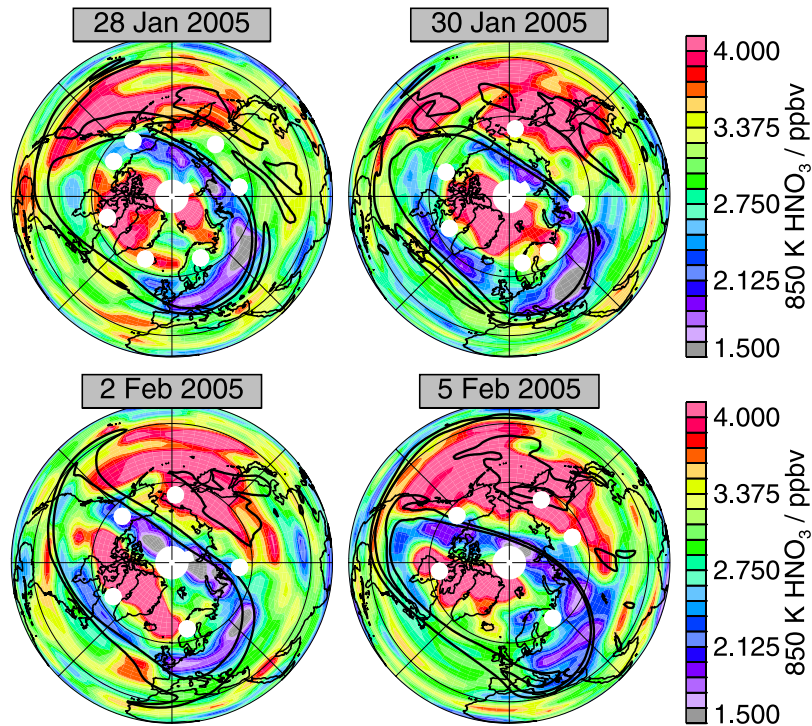 28 Jan 2005
30 Jan 2005
4.000
3.375
2.750
2.125
1.500
850 K HNO₃ / ppbv
2 Feb 2005
5 Feb 2005
4.000
3.375
2.750
2.125
1.500
850 K HNO₃ / ppbv